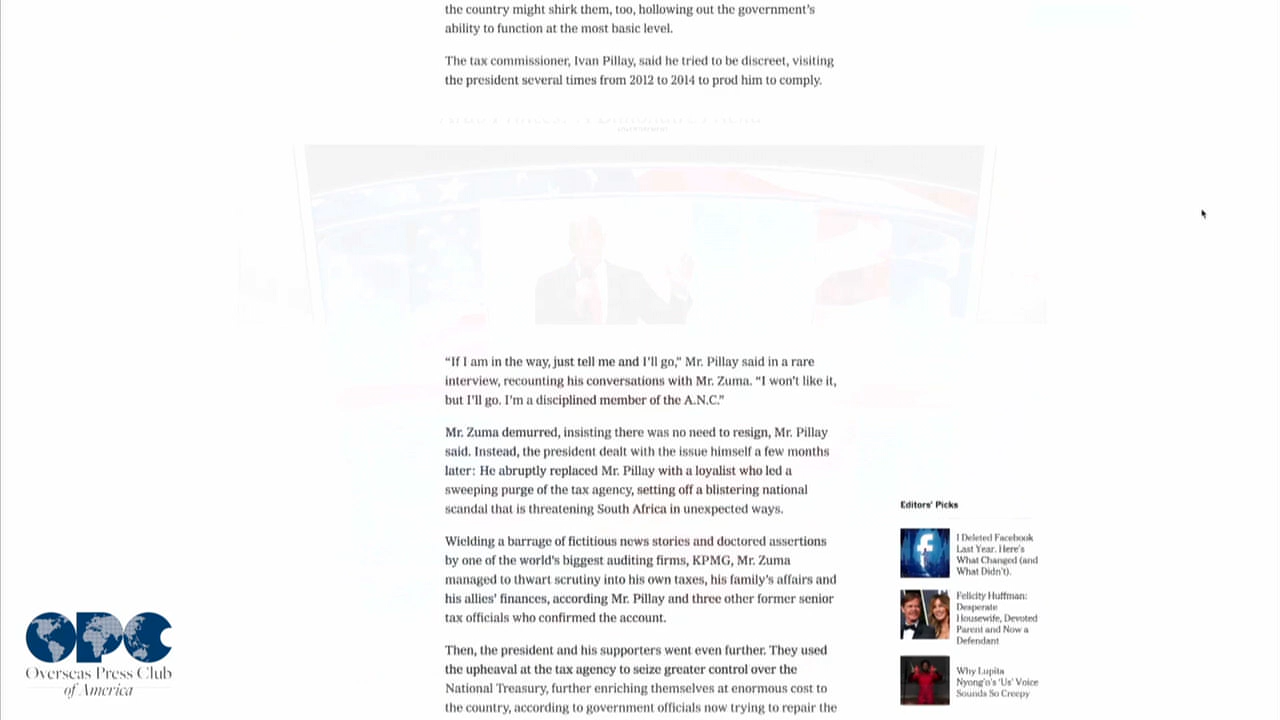 the country might shirk them, too, hollowing out the government's
ability to function at the most basic level.
The tax commissioner, Ivan Pillay, said he tried to be discreet, visiting
the president several times from 2012 to 2014 to prod him to comply.
“If I am in the way, just tell me and I'll go,” Mr. Pillay said in a rare
interview, recounting his conversations with Mr. Zuma. “I won't like it,
but I'll go. I'm a disciplined member of the A.N.C.”
Mr. Zuma demurred, insisting there was no need to resign, Mr. Pillay
said. Instead, the president dealt with the issue himself a few months
later: He abruptly replaced Mr. Pillay with a loyalist who led a
sweeping purge of the tax agency, setting off a blistering national
scandal that is threatening South Africa in unexpected ways.
Wielding a barrage of fictitious news stories and doctored assertions
by one of the world's biggest auditing firms, KPMG, Mr. Zuma
managed to thwart scrutiny into his own taxes, his family's affairs and
his allies' finances, according Mr. Pillay and three other former senior
tax officials who confirmed the account.
Then, the president and his supporters went even further. They used
the upheaval at the tax agency to seize greater control over the
National Treasury, further enriching themselves at enormous cost to
the country, according to government officials now trying to repair the
Editors' Picks
I Deleted Facebook
Last Year. Here's
What Changed (and
What Didn't).
Felicity Huffman:
Desperate
Housewife, Devoted
Parent and Now a
Defendant
Why Lupita
Nyong'o's 'Us' Voice
Sounds So Creepy
OPC
Overseas Press Club
of America